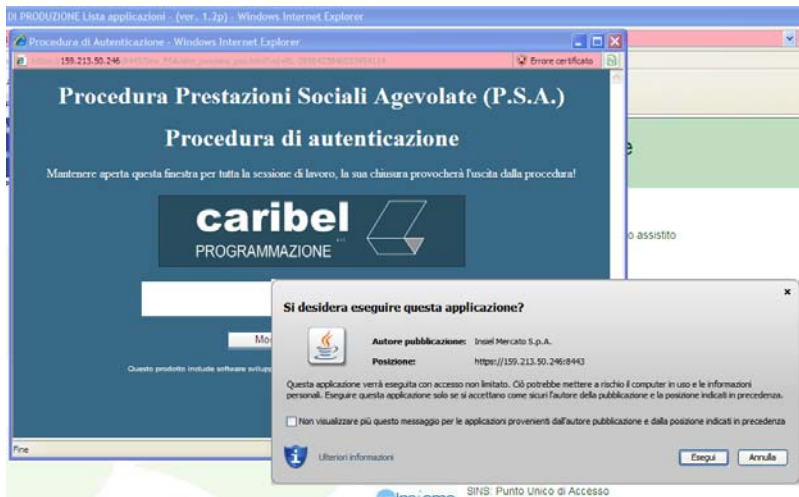 DI PRODUZIONE Lista applicazioni - (ver. 1.2p) - Windows Internet Explorer
Procedura di Autenticazione - Windows Internet Explorer
159.213.50.246
Errore certificato
Procedura Prestazioni Sociali Agevolate (P.S.A.)
Procedura di autenticazione
Mantenere aperta questa finestra per tutta la sessione di lavoro, la sua chiusura provocherà l'uscita dalla procedura!
caribel
PROGRAMMAZIONE
o assistito
Si desidera eseguire questa applicazione?
Autore pubblicazione: Insiel Mercato S.p.A.
Posizione: https://159.213.50.246:8443
Questa applicazione verrà eseguita con accesso non limitato. Ciò potrebbe mettere a rischio il computer in uso e le informazioni
personali. Eseguire questa applicazione solo se si accettano come sicuri l'autore della pubblicazione e la posizione indicati in precedenza.
Non visualizzare più questo messaggio per le applicazioni provenienti dall'autore pubblicazione e dalla posizione indicati in precedenza
Questo prodotto include software
Ulteriori informazioni
Esegui
Annulla
Fine
SINS: Punto Unico di Accesso